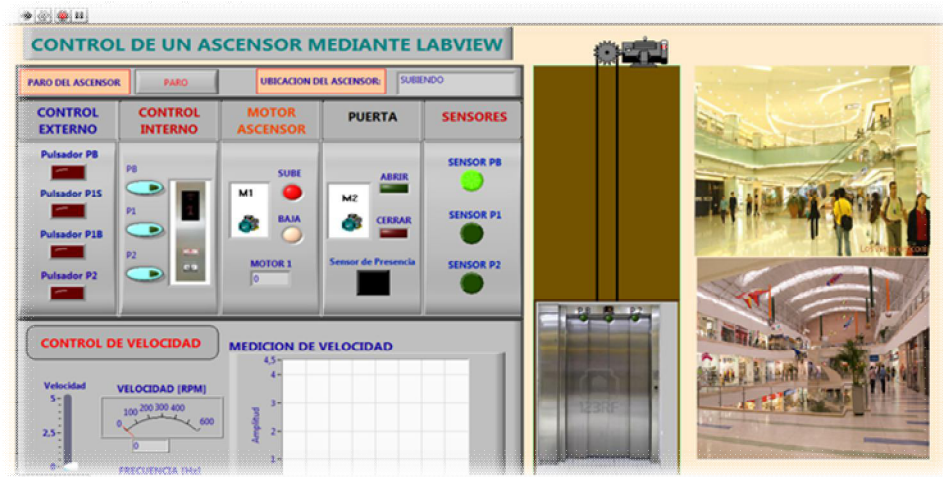 CONTROL DE UN ASCENSOR MEDIANTE LABVIEW
PARO DEL ASCENSOR
PARO
UBICACION DEL ASCENSOR:
SUBIENDO
CONTROL
EXTERNO
CONTROL
INTERNO
MOTOR
ASCENSOR
PUERTA
SENSORES
Pulsador PB
Pulsador P1S
Pulsador P1B
Pulsador P2
PB
P1
P2
M1
SUBE
BAJA
MOTOR 1
0
M2
ABRIR
CERRAR
Sensor de Presencia
SENSOR PB
SENSOR P1
SENSOR P2
CONTROL DE VELOCIDAD
Velocidad
5-
2,5-
0-
VELOCIDAD [RPM]
0 100 200 300 400 600
0
FRECUENCIA [Hz]
MEDICION DE VELOCIDAD
Amplitud
4,5-
4-
3-
2-
1-
PB
P2
123RF